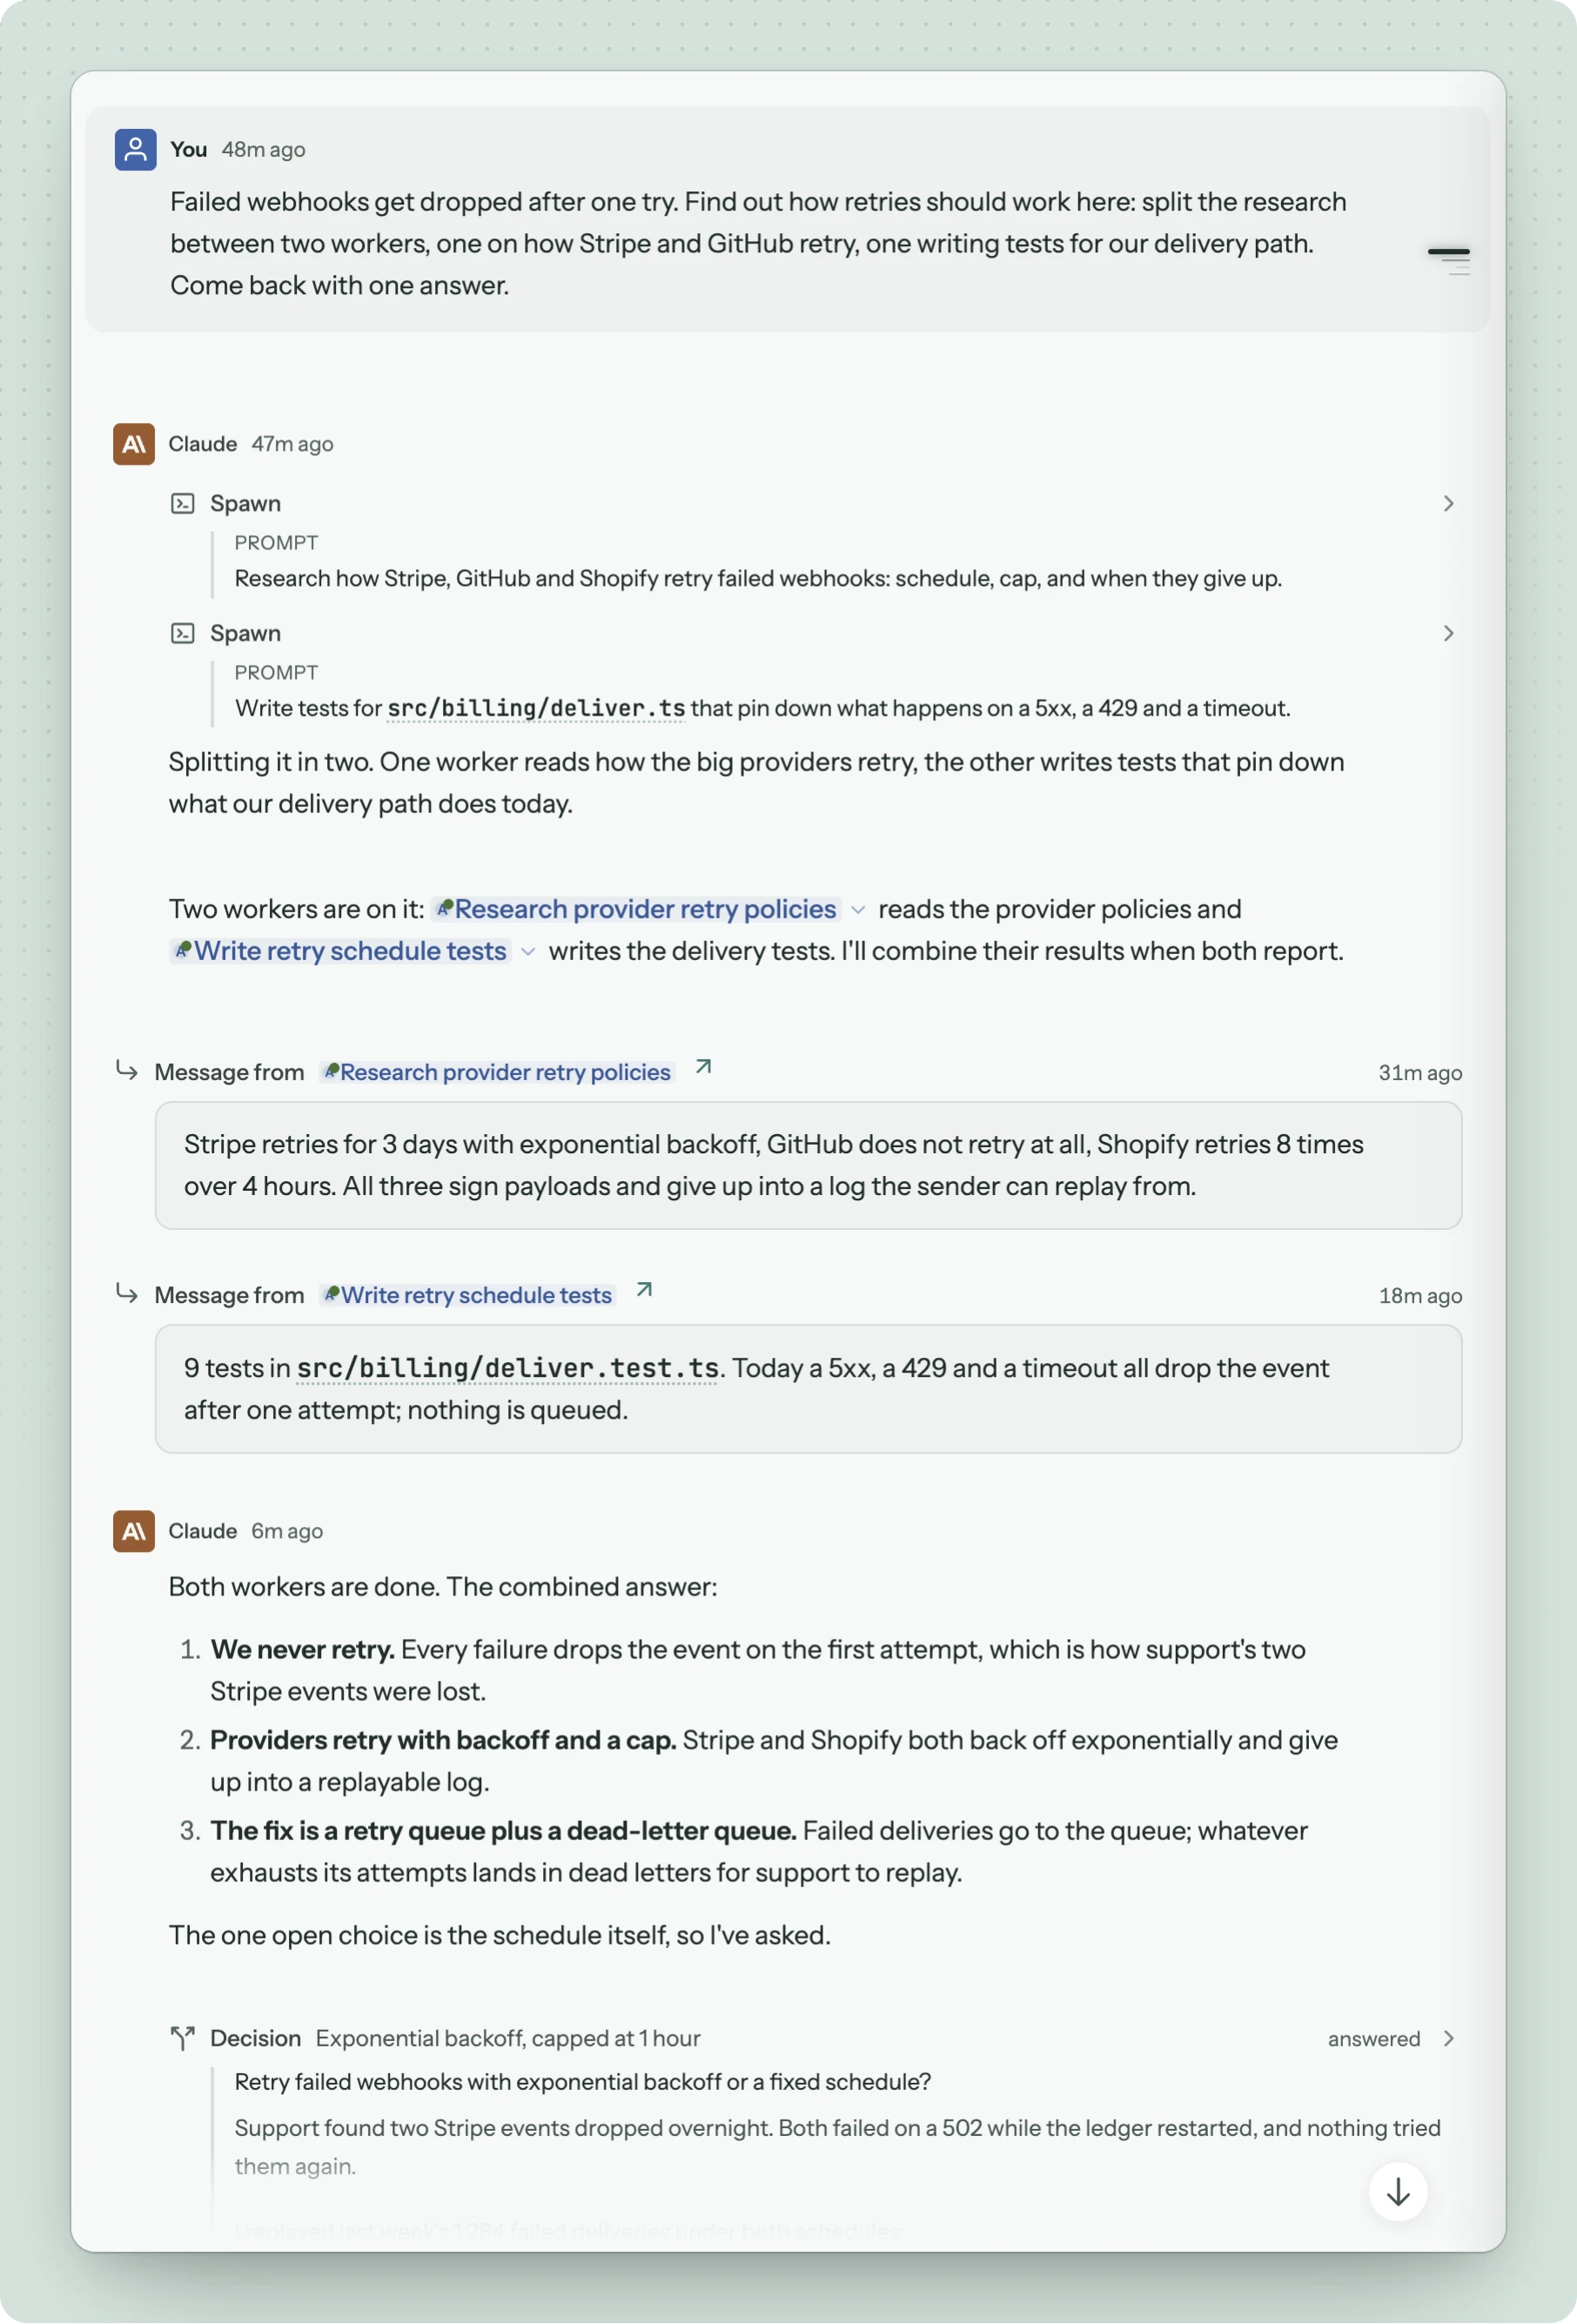 You 48m ago
Failed webhooks get dropped after one try. Find out how retries should work here: split the research
between two workers, one on how Stripe and GitHub retry, one writing tests for our delivery path.
Come back with one answer.
Claude 47m ago
Spawn
PROMPT
Research how Stripe, GitHub and Shopify retry failed webhooks: schedule, cap, and when they give up.
Spawn
PROMPT
Write tests for src/billing/deliver.ts that pin down what happens on a 5xx, a 429 and a timeout.
Splitting it in two. One worker reads how the big providers retry, the other writes tests that pin down
what our delivery path does today.
Two workers are on it: Research provider retry policies reads the provider policies and
Write retry schedule tests writes the delivery tests. I'll combine their results when both report.
Message from Research provider retry policies 31m ago
Stripe retries for 3 days with exponential backoff, GitHub does not retry at all, Shopify retries 8 times
over 4 hours. All three sign payloads and give up into a log the sender can replay from.
Message from Write retry schedule tests 18m ago
9 tests in src/billing/deliver.test.ts. Today a 5xx, a 429 and a timeout all drop the event
after one attempt; nothing is queued.
Claude 6m ago
Both workers are done. The combined answer:
1. We never retry. Every failure drops the event on the first attempt, which is how support's two
Stripe events were lost.
2. Providers retry with backoff and a cap. Stripe and Shopify both back off exponentially and give
up into a replayable log.
3. The fix is a retry queue plus a dead-letter queue. Failed deliveries go to the queue; whatever
exhausts its attempts lands in dead letters for support to replay.
The one open choice is the schedule itself, so I've asked.
Decision Exponential backoff, capped at 1 hour answered
Retry failed webhooks with exponential backoff or a fixed schedule?
Support found two Stripe events dropped overnight. Both failed on a 502 while the ledger restarted, and nothing tried
them again.
I replayed last week's 1,284 failed deliveries under both schedules: